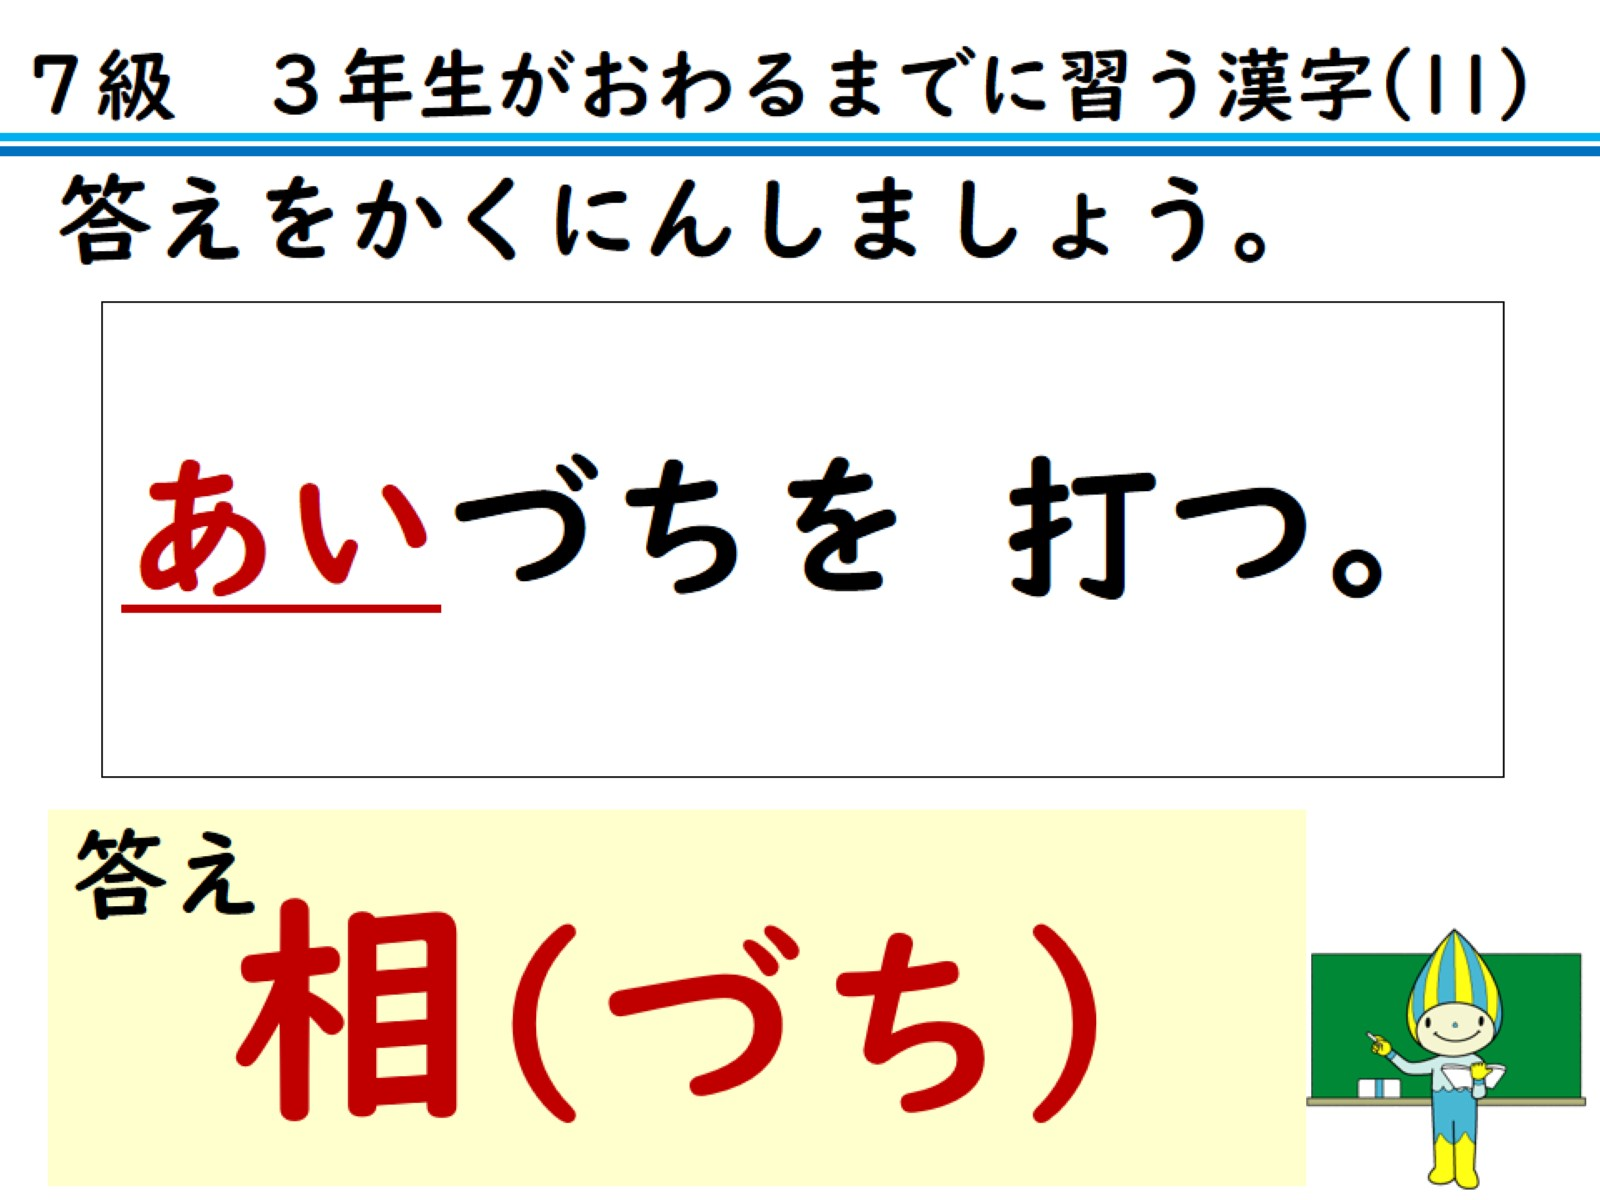 ７級　３年生がおわるまでに習う漢字(11)
答えをかくにんしましょう。
あいづちを 打つ。
答え
相(づち)